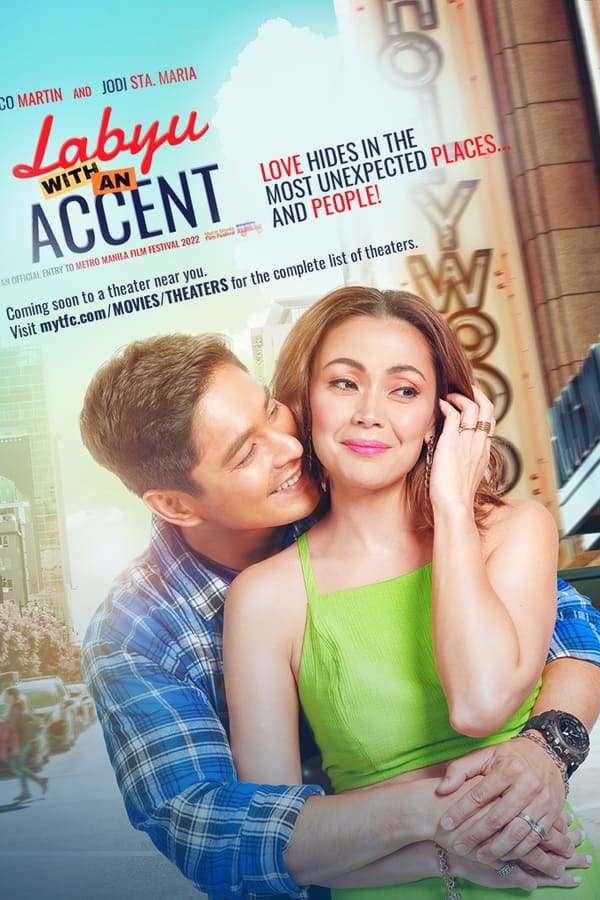 CO MARTIN AND JODI STA. MARIA
Labyu
WITH AN
ACCENT
AN OFFICIAL ENTRY TO METRO MANILA FILM FESTIVAL 2022
LOVE HIDES IN THE
MOST UNEXPECTED PLACES...
AND PEOPLE!
Coming soon to a theater near you.
Visit mytfc.com/MOVIES/THEATERS for the complete list of theaters.
HOLLYWOOD